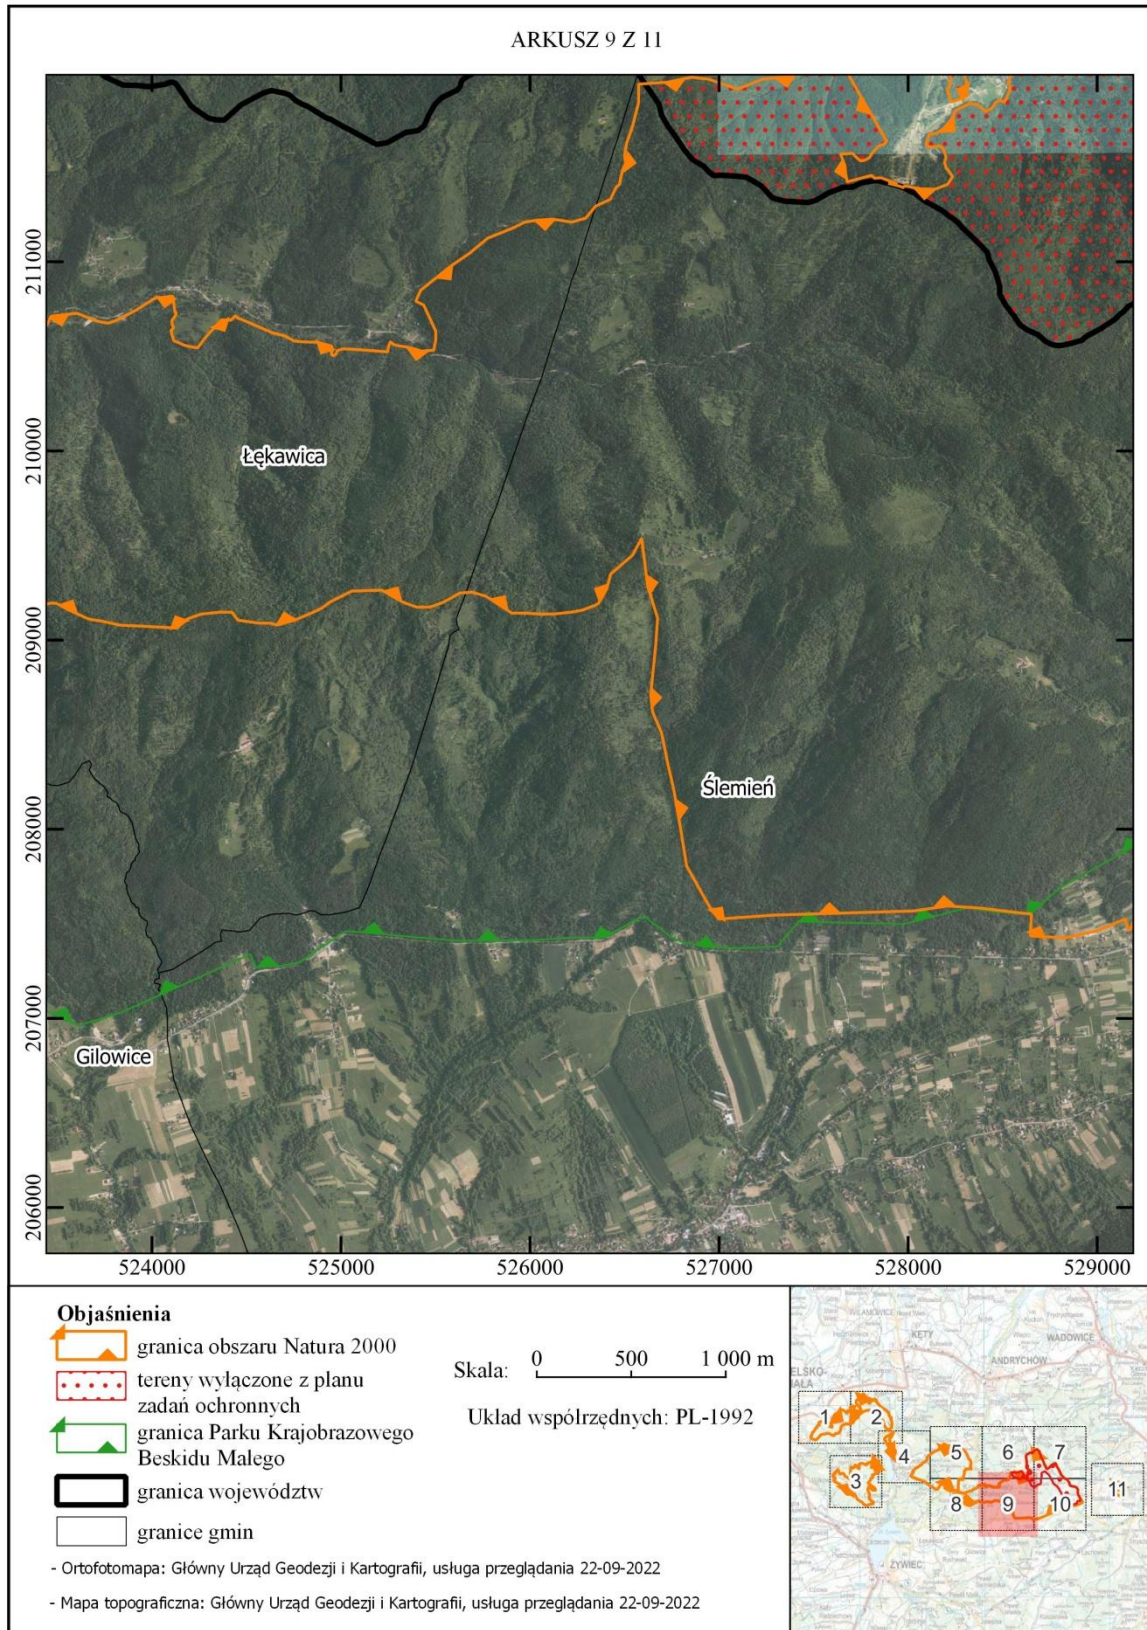 ARKUSZ 9 Z 11
211000
210000
209000
208000
207000
206000
Łękawica
Ślemień
Gilowice
524000
525000
526000
527000
528000
529000
Objaśnienia
granica obszaru Natura 2000
tereny wyłączone z planu
zadań ochronnych
granica Parku Krajobrazowego
Beskidu Małego
granica województw
granice gmin
Skala:
0 500 1 000 m
Układ współrzędnych: PL-1992
- Ortofotomapa: Główny Urząd Geodezji i Kartografii, usługa przeglądania 22-09-2022
- Mapa topograficzna: Główny Urząd Geodezji i Kartografii, usługa przeglądania 22-09-2022
KĘTY
WADOWICE
ANDRYCHÓW
1
2
3
4
5
6
7
8
9
10
11
ŻYWIEC